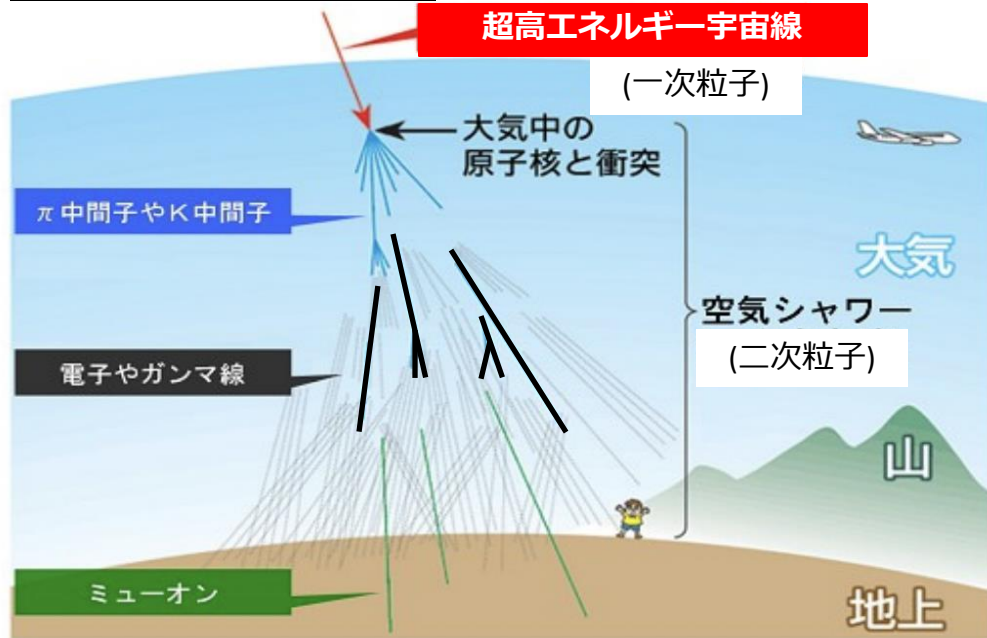 超高エネルギー宇宙線
(一次粒子)
大気中の
原子核と衝突
π中間子やK中間子
大気
空気シャワー
(二次粒子)
電子やガンマ線
山
ミューオン
地上